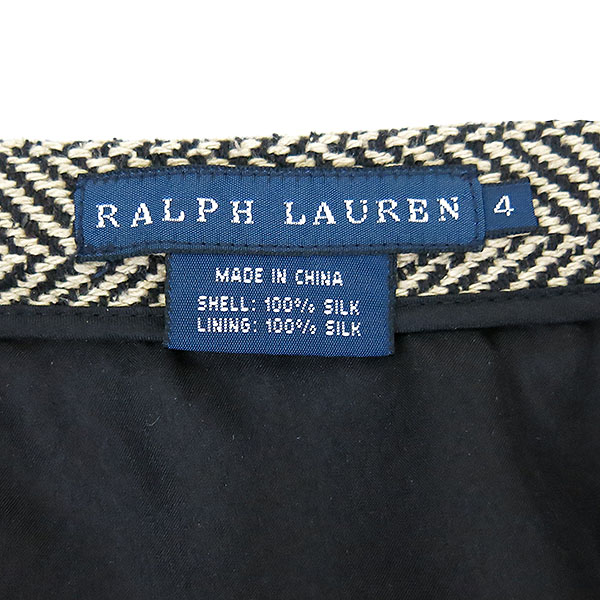 RALPH LAUREN 4
MADE IN CHINA
SHELL: 100% SILK
LINING: 100% SILK